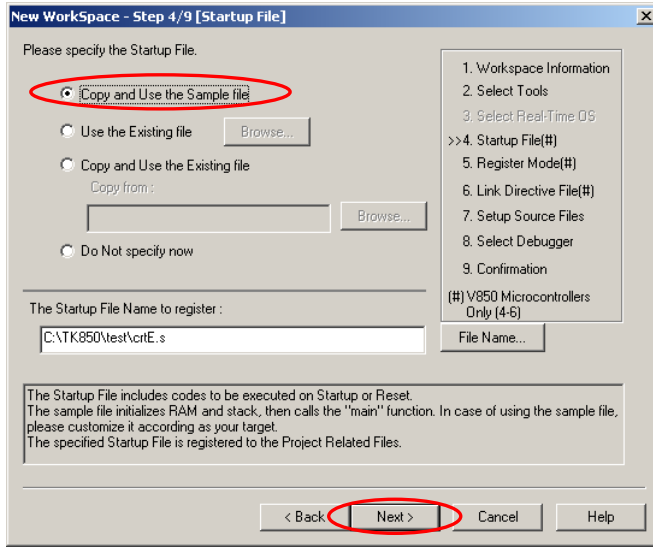 New WorkSpace - Step 4/9 [Startup File]
Please specify the Startup File.
Copy and Use the Sample file
Use the Existing file
Browse...
Copy and Use the Existing file
Copy from :
Browse...
Do Not specify now
1. Workspace Information
2. Select Tools
3. Select Real-Time OS
>>4. Startup File(#)
5. Register Mode(#)
6. Link Directive File(#)
7. Setup Source Files
8. Select Debugger
9. Confirmation
(#) V850 Microcontrollers
Only (4-6)
The Startup File Name to register :
C:\TK850\test\crtE.s
File Name...
The Startup File includes codes to be executed on Startup or Reset.
The sample file initializes RAM and stack, then calls the "main" function. In case of using the sample file,
please customize it according as your target.
The specified Startup File is registered to the Project Related Files.
< Back
Next >
Cancel
Help